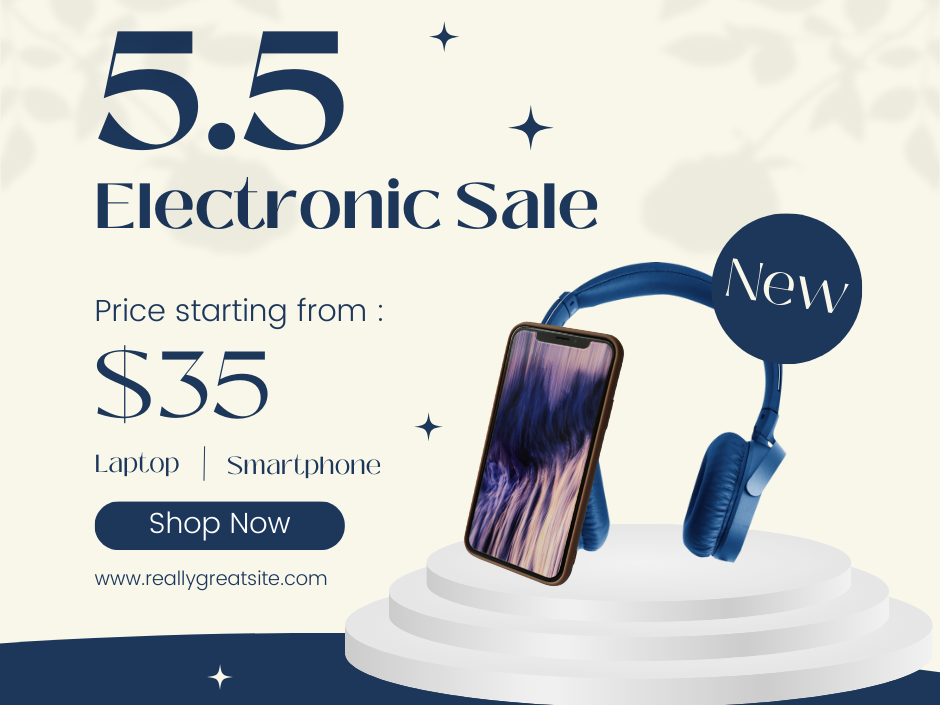 5.5
Electronic Sale
New
Price starting from :
$35
Laptop | Smartphone
Shop Now
www.reallygreatsite.com